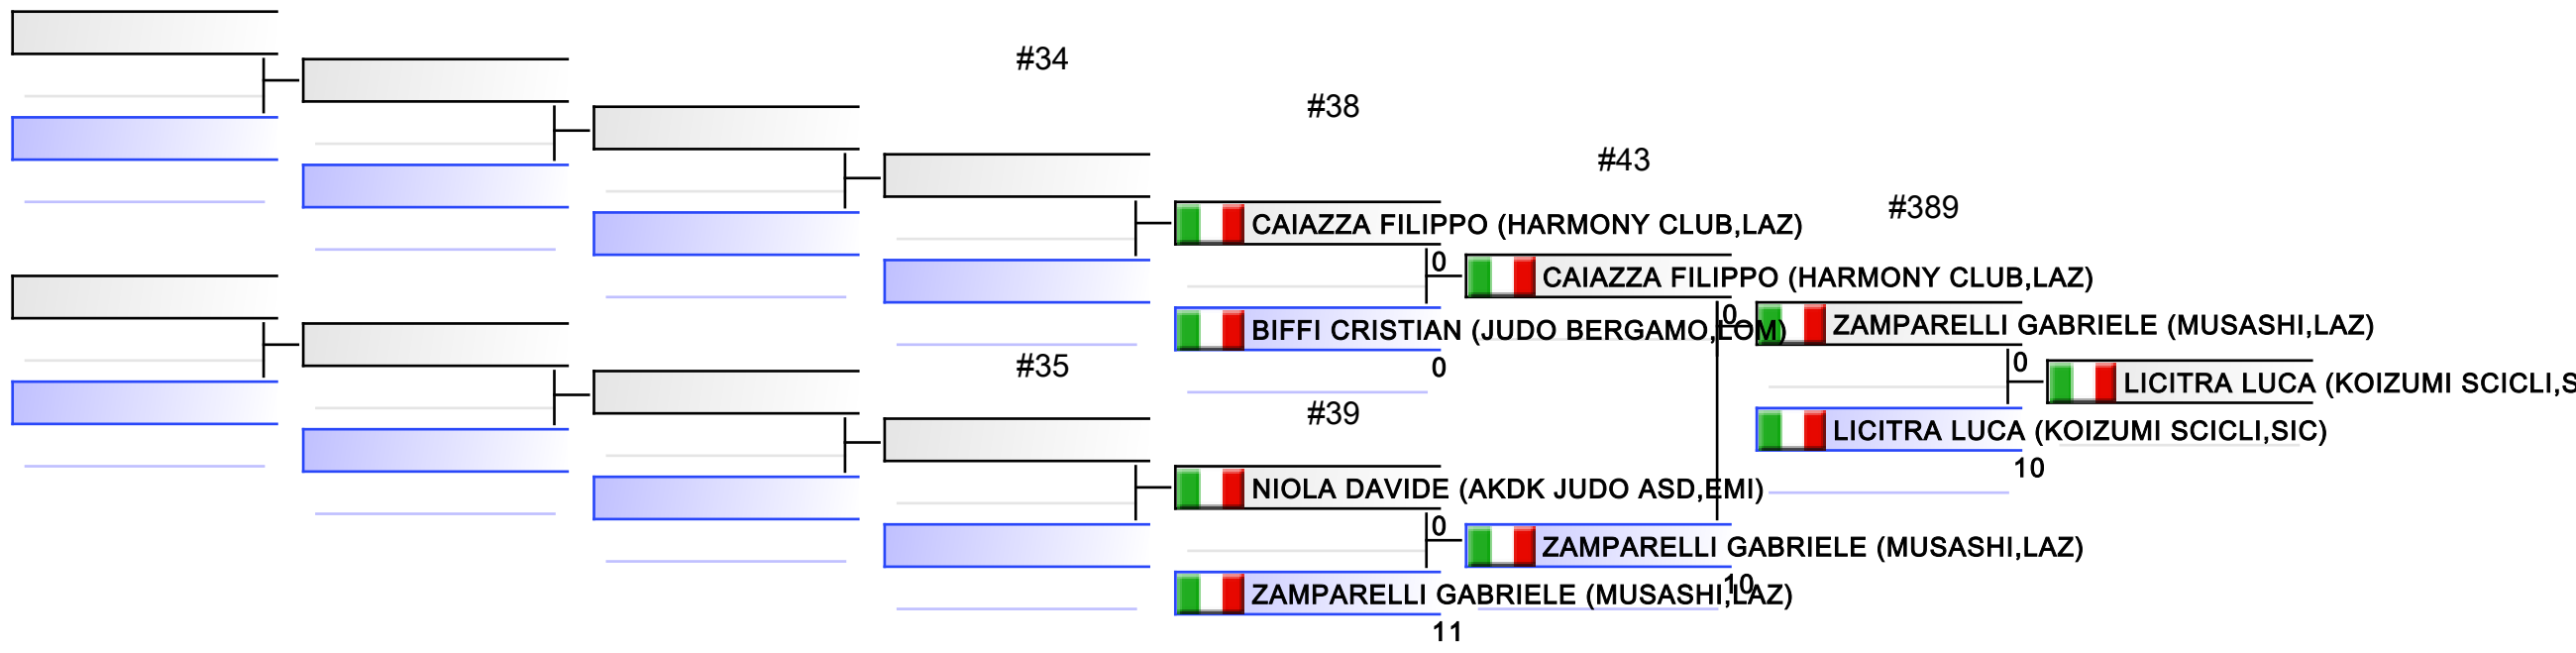 #34
#38
#43
#389
CAIAZZA FILIPPO (HARMONY CLUB,LAZ)
0
CAIAZZA FILIPPO (HARMONY CLUB,LAZ)
BIFFI CRISTIAN (JUDO BERGAMO,LOM)
0
0
ZAMPARELLI GABRIELE (MUSASHI,LAZ)
0
LICITRA LUCA (KOIZUMI SCICLI,S
LICITRA LUCA (KOIZUMI SCICLI,SIC)
10
#35
#39
NIOLA DAVIDE (AKDK JUDO ASD,EMI)
0
ZAMPARELLI GABRIELE (MUSASHI,LAZ)
10
ZAMPARELLI GABRIELE (MUSASHI,LAZ)
11